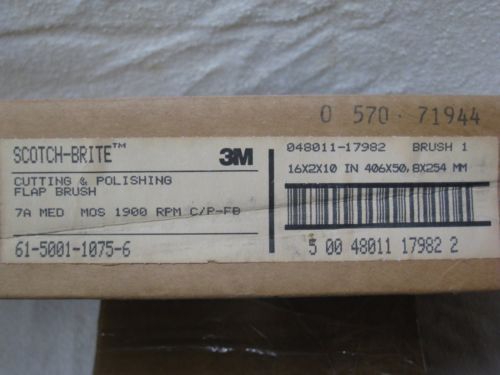 0 570 · 71944
SCOTCH-BRITE™ 3M
CUTTING & POLISHING
FLAP BRUSH
7A MED MOS 1900 RPM C/P-FB
61-5001-1075-6
048011-17982 BRUSH 1
16X2X10 IN 406X50,8X254 MM
5 00 48011 17982 2